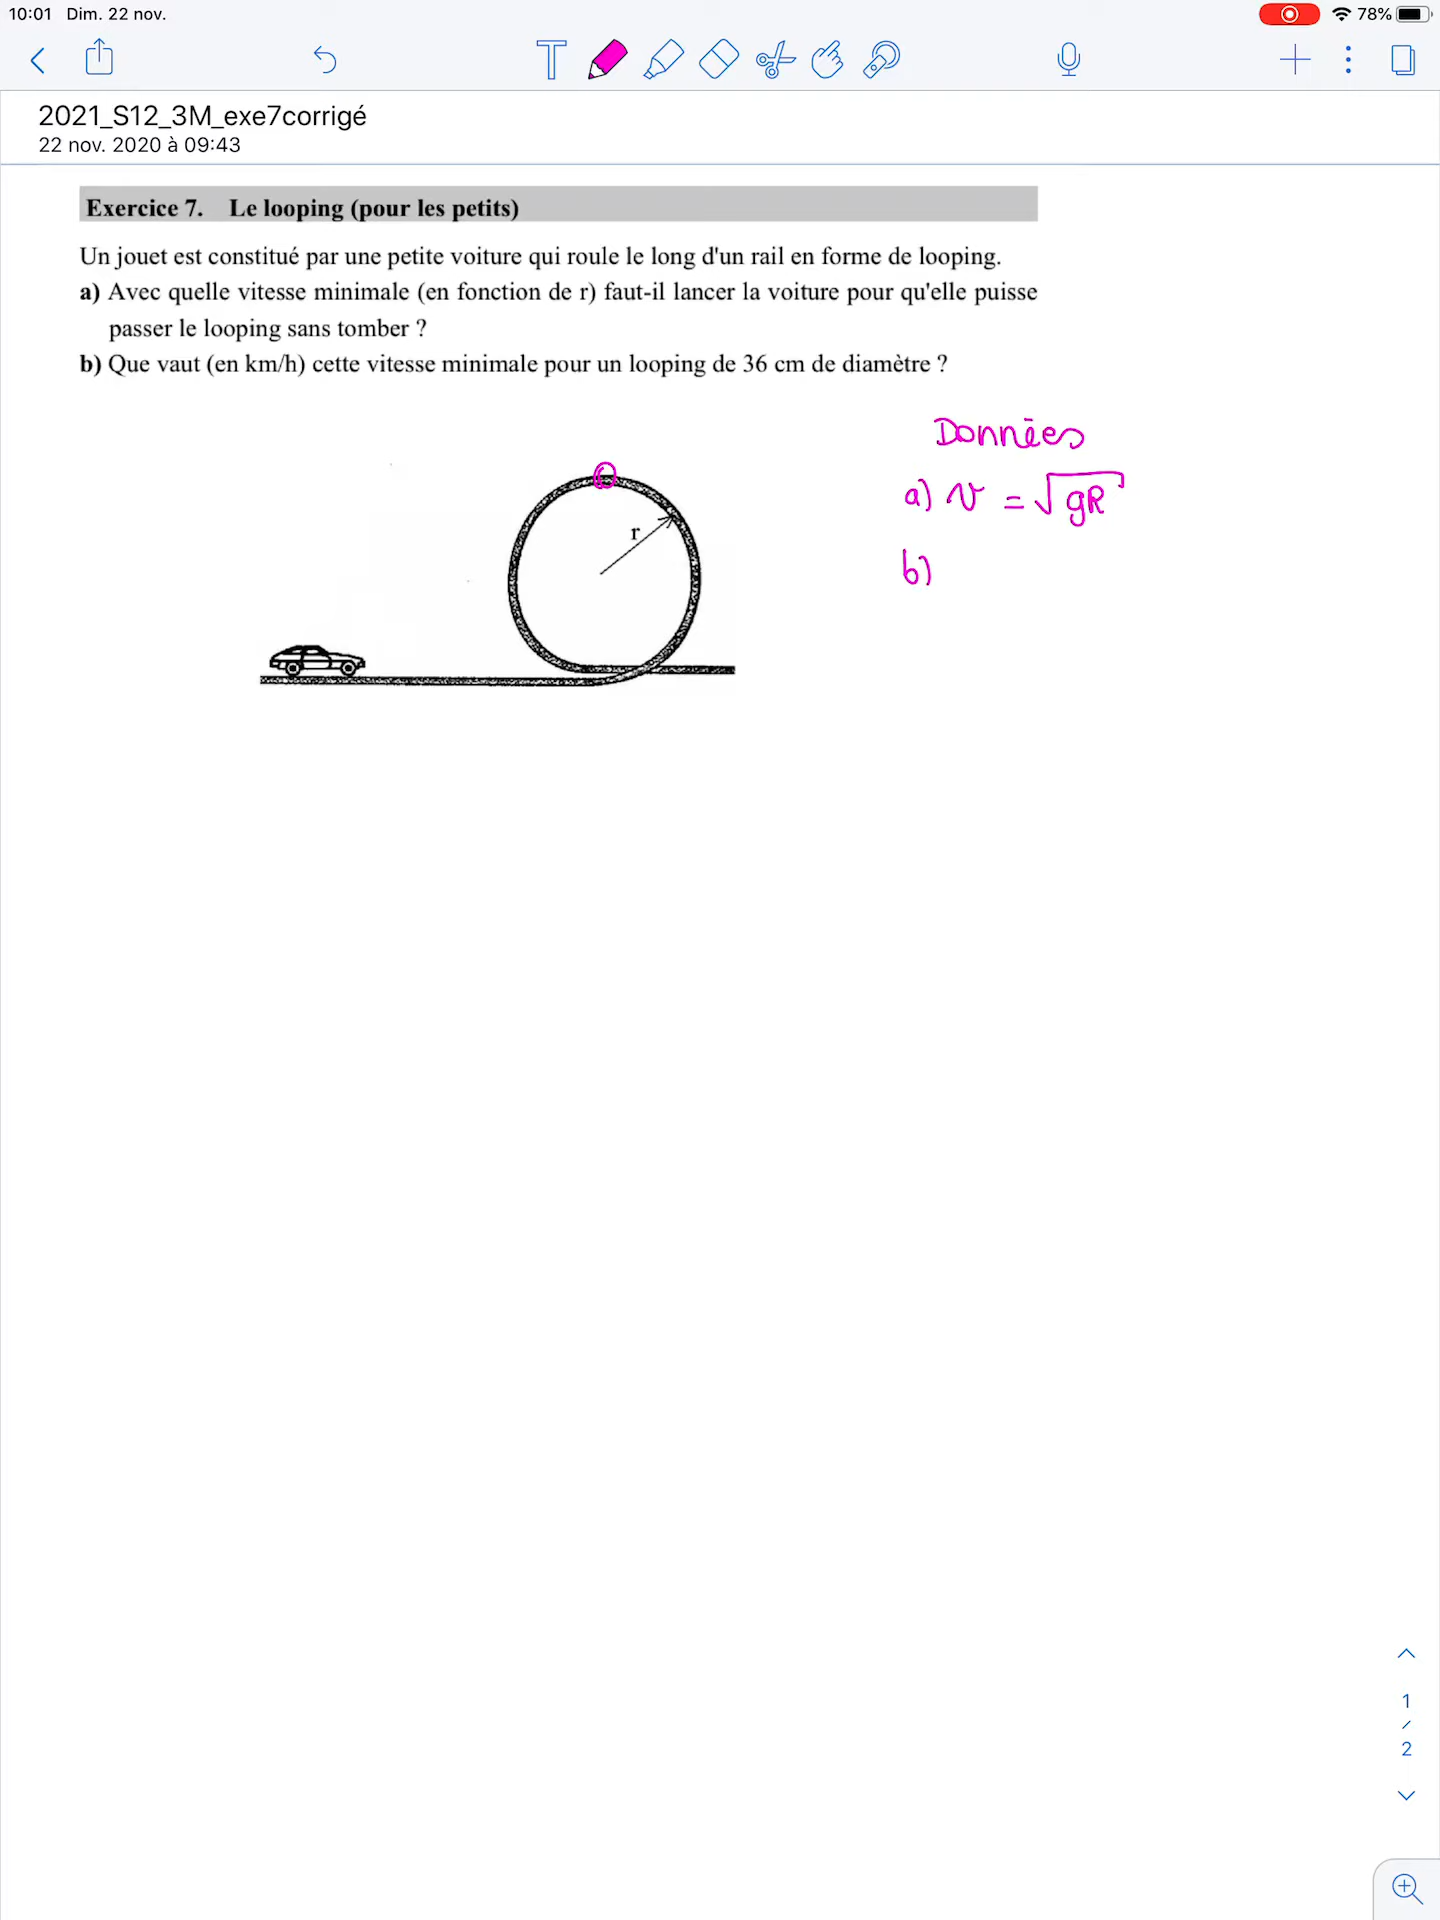 10:01 Dim. 22 nov.
78%
T
2021_S12_3M_exe7corrigé
22 nov. 2020 à 09:43
Exercice 7. Le looping (pour les petits)
Un jouet est constitué par une petite voiture qui roule le long d'un rail en forme de looping.
a) Avec quelle vitesse minimale (en fonction de r) faut-il lancer la voiture pour qu'elle puisse
passer le looping sans tomber ?
b) Que vaut (en km/h) cette vitesse minimale pour un looping de 36 cm de diamètre ?
Données
a) v = √gR
b)
r
1
/
2